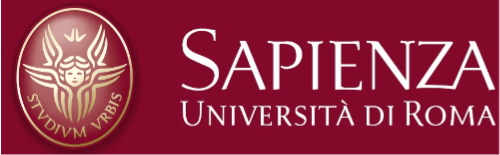 STVDIVM VRBIS
SAPIENZA
UNIVERSITÀ DI ROMA